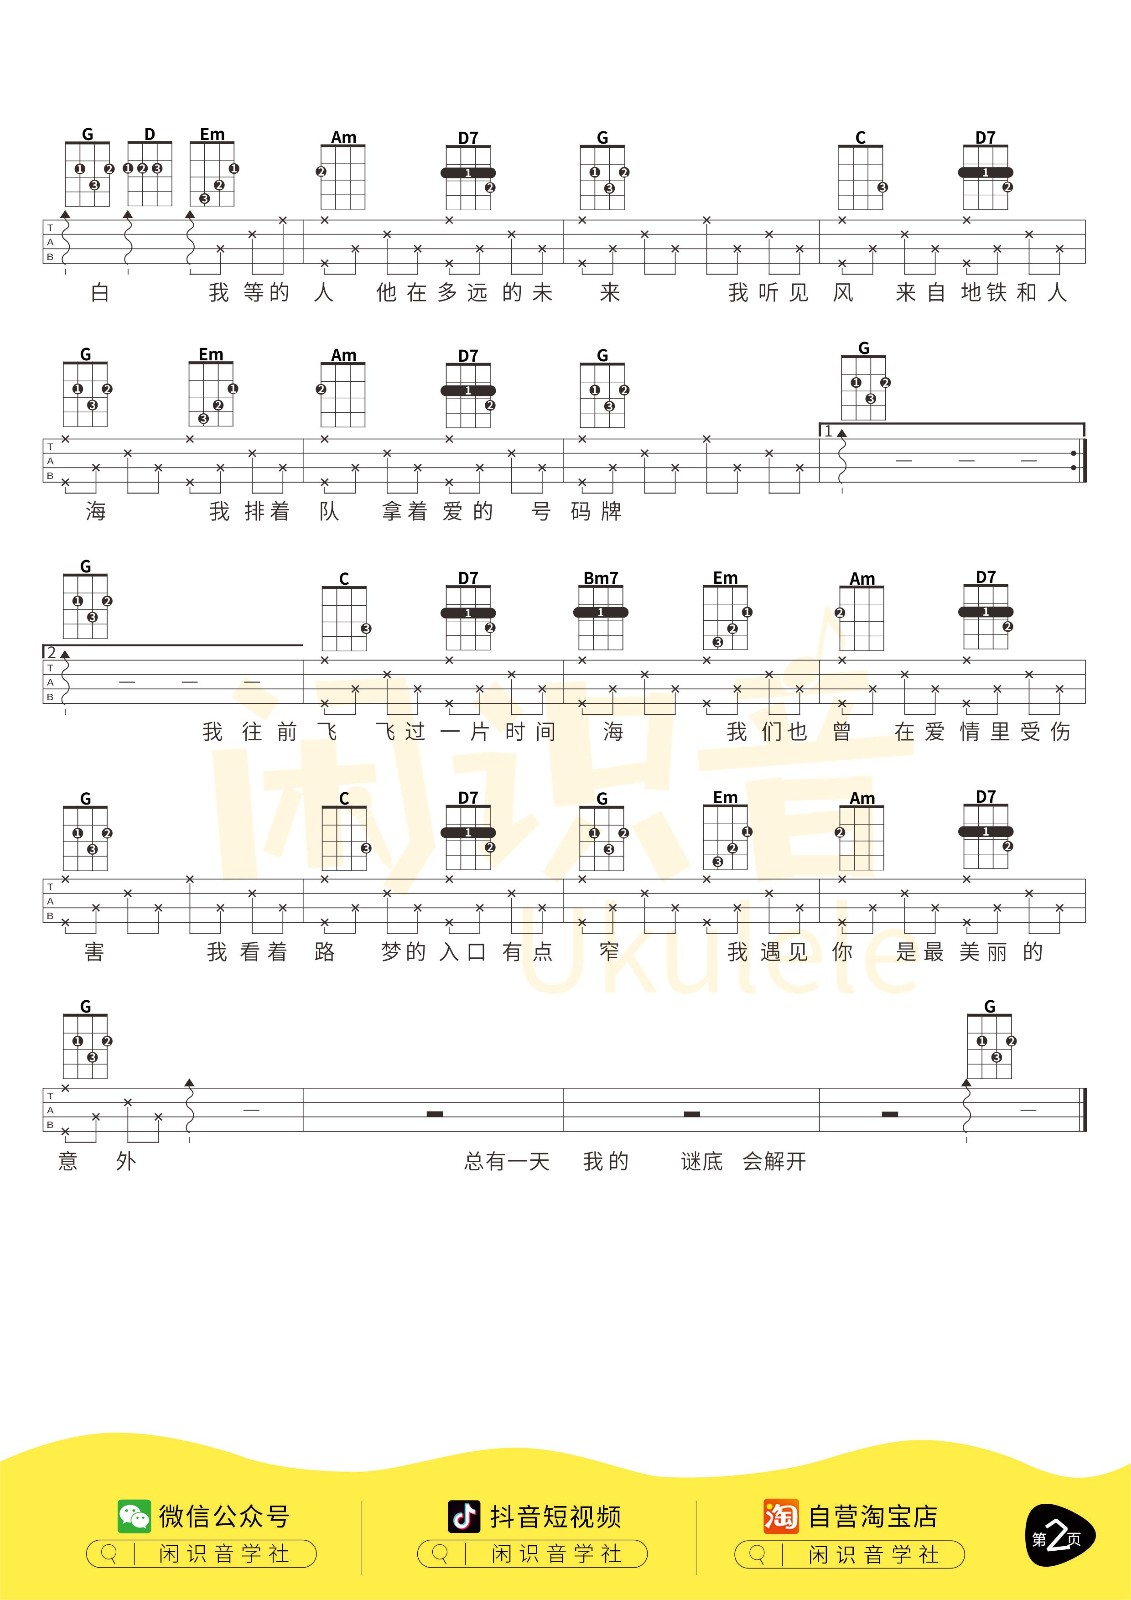 G D Em Am D7 G C D7
白 我 等 的 人 他 在 多 远 的 未 来 我 听 见 风 来 自 地 铁 和 人
G Em Am D7 G G
1
海 我 排 着 队 拿 着 爱 的 号 码 牌
G C D7 Bm7 Em Am D7
2
我 往 前 飞 飞 过 一 片 时 间 海 我 们 也 曾 在 爱 情 里 受 伤
G C D7 G Em Am D7
害 我 看 着 路 梦 的 入 口 有 点 窄 我 遇 见 你 是 最 美 丽 的
G G
意 外 总有一天 我的 谜底 会解开
闲识音
Ukulele
微信公众号 抖音短视频 自营淘宝店
闲识音学社 闲识音学社 闲识音学社
第2页